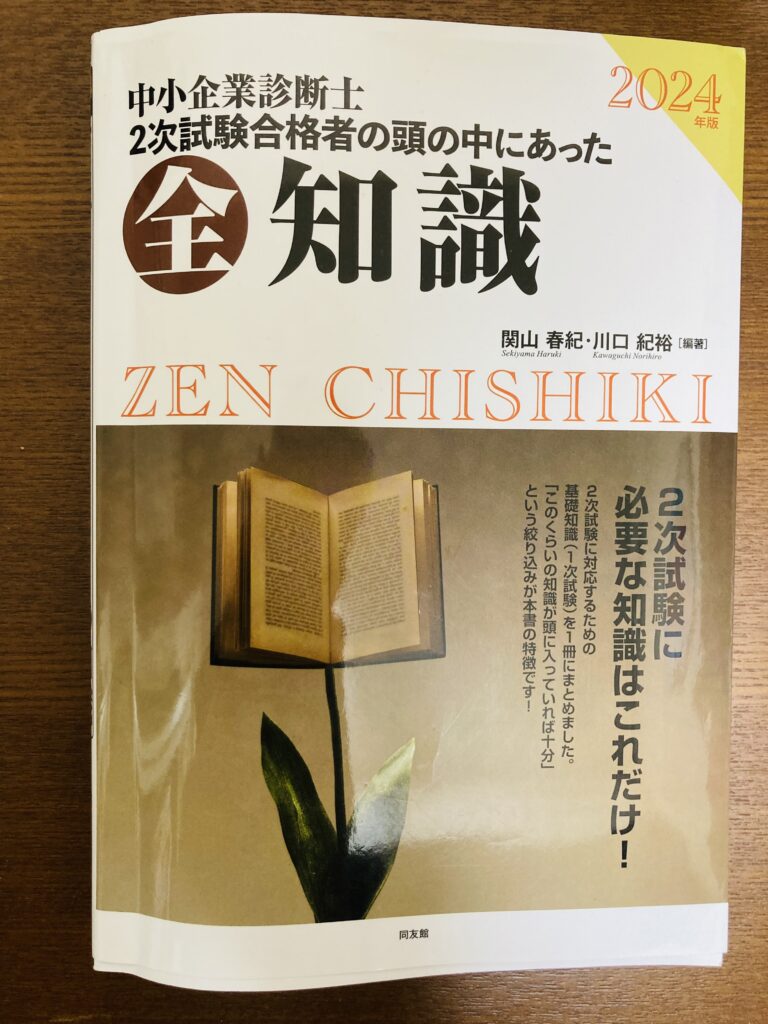 2024
年版
中小企業診断士
2次試験合格者の頭の中にあった
全知識
関山 春紀・川口 紀裕[編著]
Sekiyama Haruki Kawaguchi Norihiro
ZEN CHISHIKI
2次試験に
必要な知識はこれだけ!
2次試験に対応するための
基礎知識(1次試験)を1冊にまとめました。
「このくらいの知識が頭に入っていれば十分」
という絞り込みが本書の特徴です!
同友館